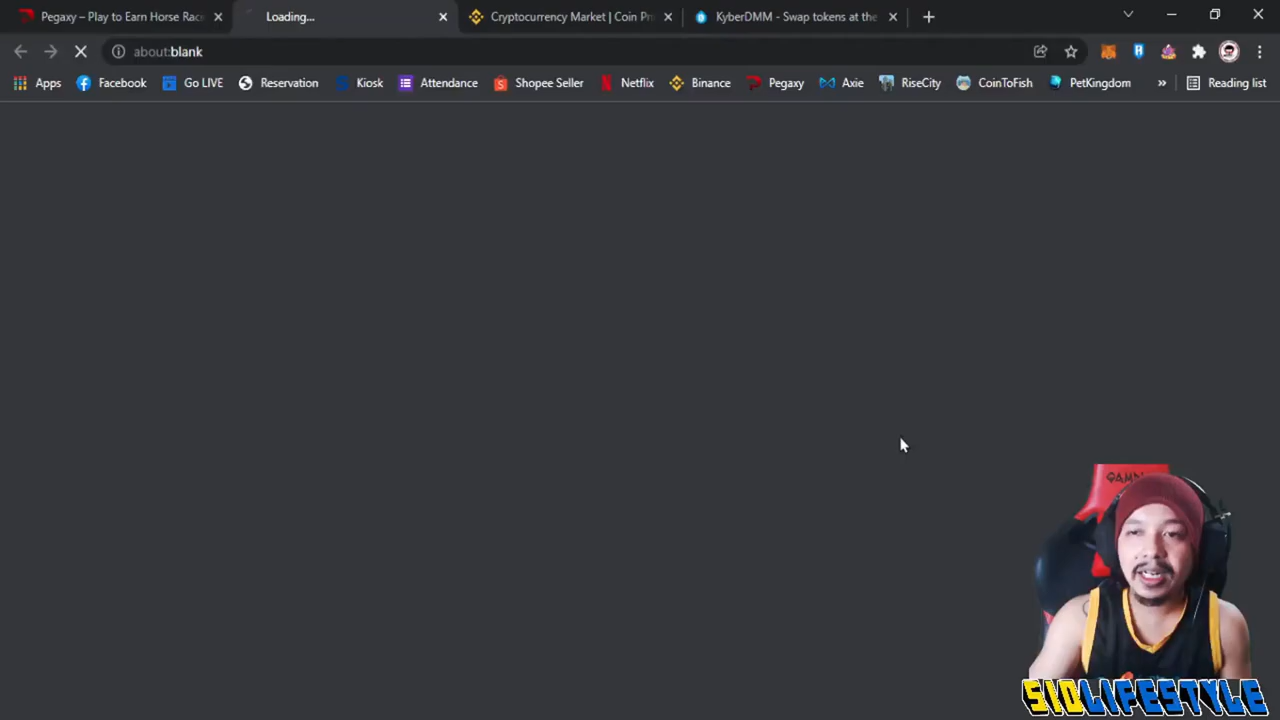 Pegaxy – Play to Earn Horse Race
Loading...
Cryptocurrency Market | Coin Pri
KyberDMM - Swap tokens at the
about:blank
Apps Facebook Go LIVE Reservation Kiosk Attendance Shopee Seller Netflix Binance Pegaxy Axie RiseCity CoinToFish PetKingdom » Reading list
SIDLIFESTYLE